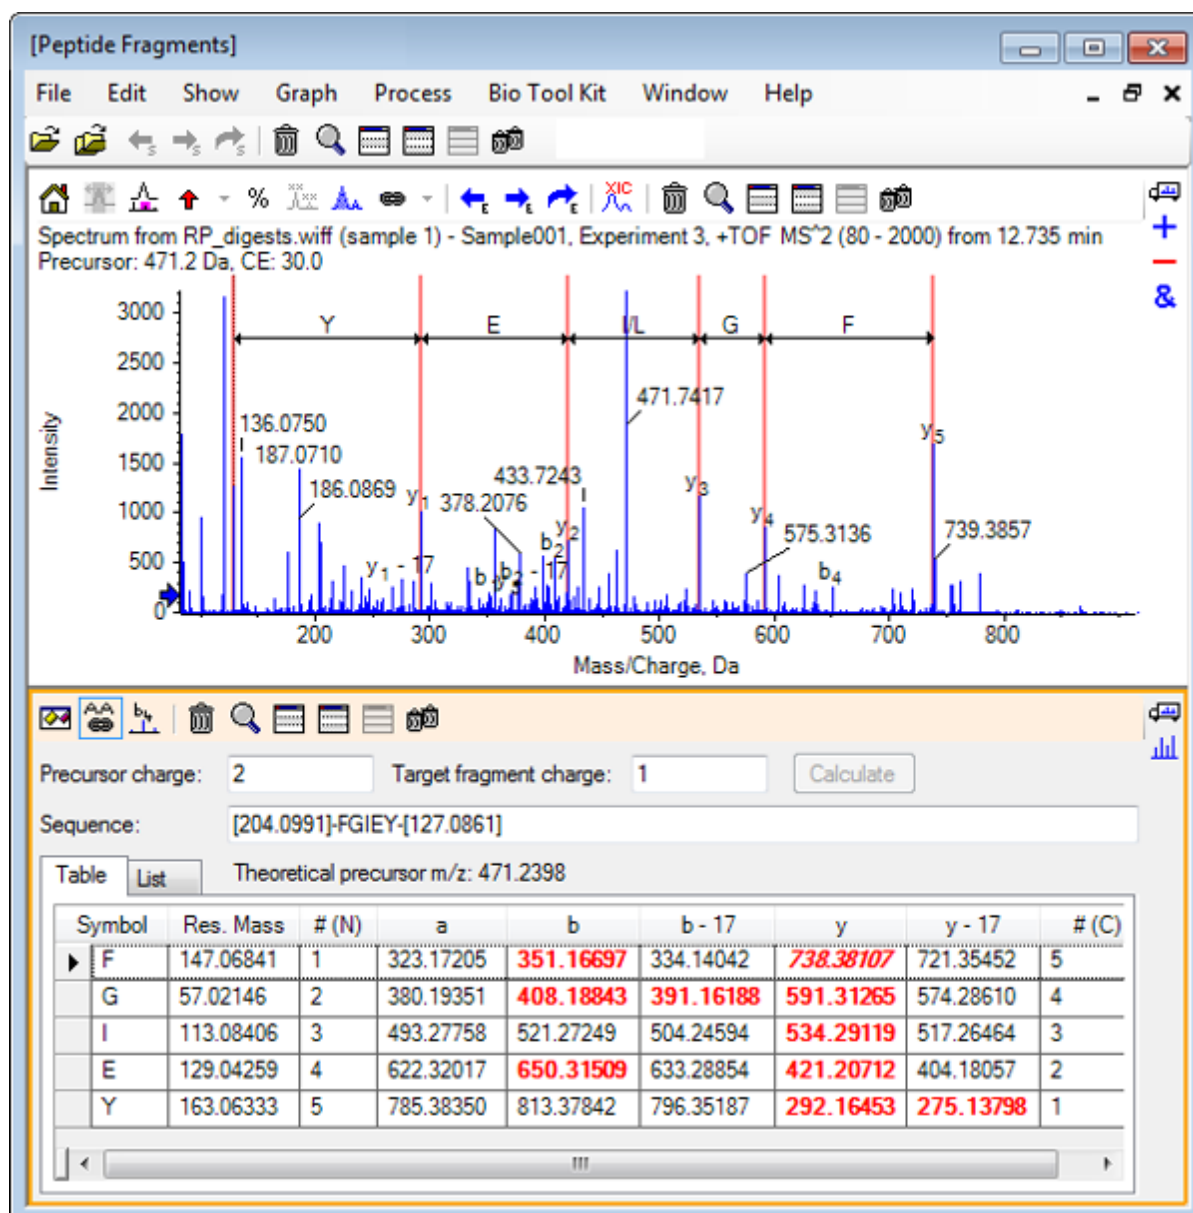 [Peptide Fragments]
File Edit Show Graph Process Bio Tool Kit Window Help
Spectrum from RP_digests.wiff (sample 1) - Sample001, Experiment 3, +TOF MS^2 (80 - 2000) from 12.735 min
Precursor: 471.2 Da, CE: 30.0
XIC
%
3000
2500
2000
1500
1000
500
0
Intensity
Y E I/L G F
136.0750
187.0710
186.0869
y1 - 17
y1
378.2076
433.7243
b2
y2
b2 - 17
471.7417
y3
y4
575.3136
b4
y5
739.3857
200 300 400 500 600 700 800
Mass/Charge, Da
Precursor charge: 2 Target fragment charge: 1 Calculate
Sequence: [204.0991]-FGIEY-[127.0861]
Table List Theoretical precursor m/z: 471.2398
Symbol Res. Mass # (N) a b b - 17 y y - 17 # (C)
F 147.06841 1 323.17205 351.16697 334.14042 738.38107 721.35452 5
G 57.02146 2 380.19351 408.18843 391.16188 591.31265 574.28610 4
I 113.08406 3 493.27758 521.27249 504.24594 534.29119 517.26464 3
E 129.04259 4 622.32017 650.31509 633.28854 421.20712 404.18057 2
Y 163.06333 5 785.38350 813.37842 796.35187 292.16453 275.13798 1